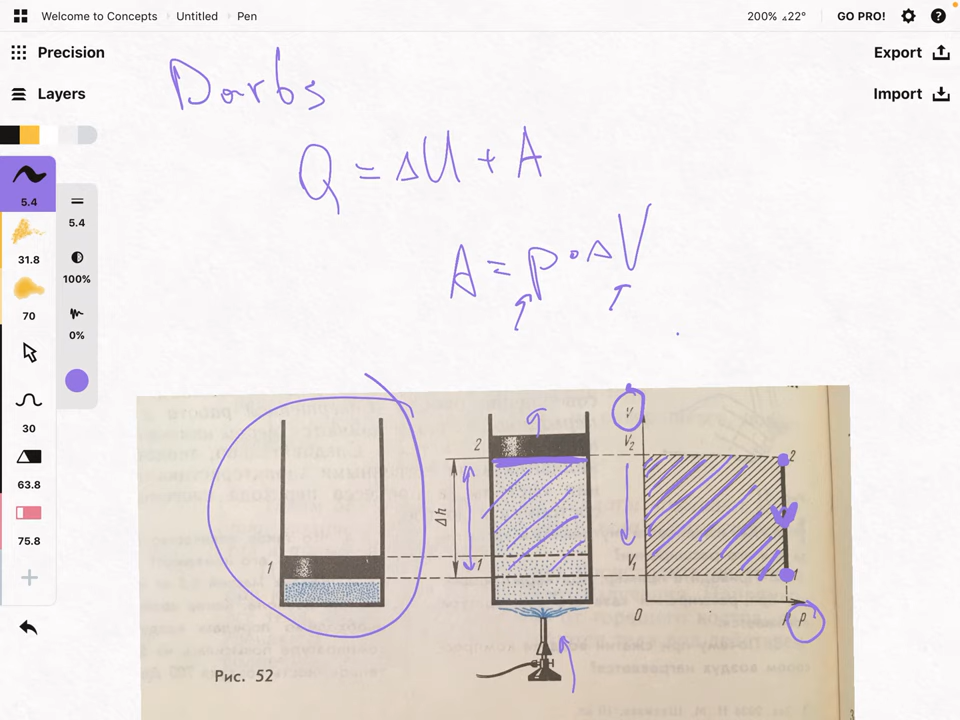 Welcome to Concepts › Untitled › Pen
200% ⊿22°
GO PRO!
Precision
Export
Layers
Import
5.4
31.8
70
30
63.8
75.8
5.4
100%
0%
Darbs
Q = ΔU + A
A = p · ΔV
V
2
V₂
2
Δh
1
1
V₁
1
0
P
P
Рис. 52